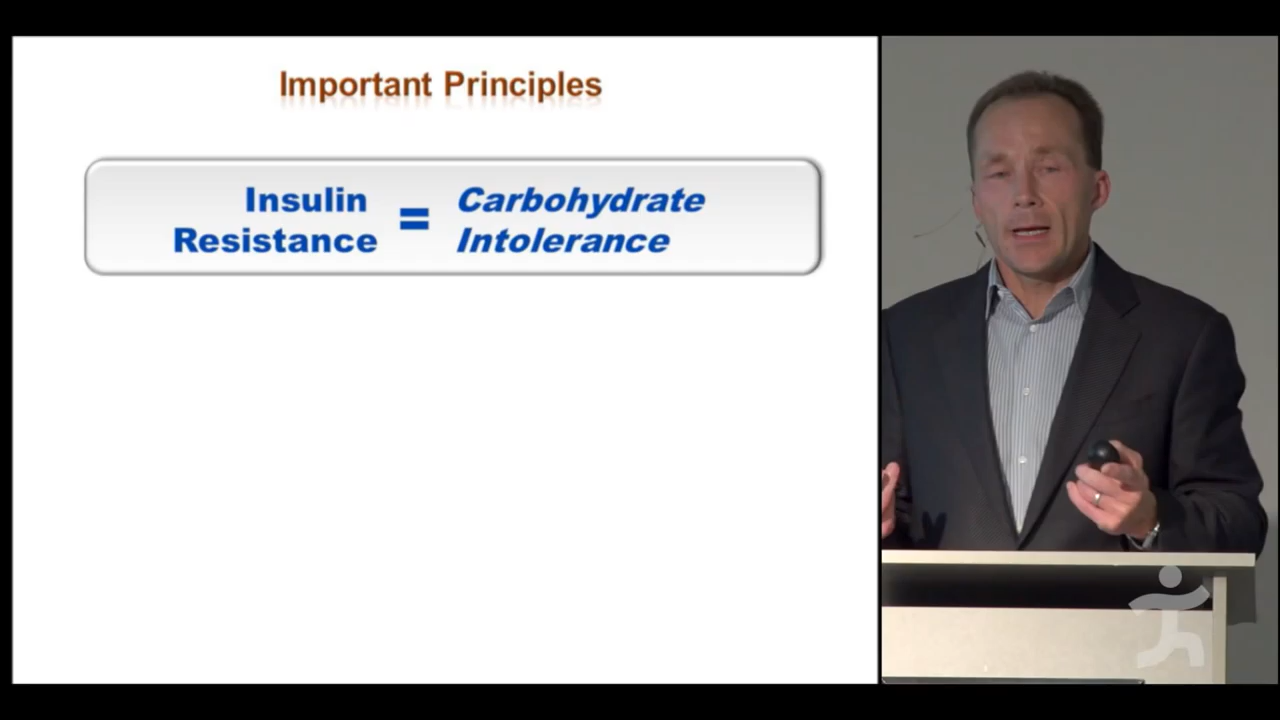 Important Principles
Insulin
Resistance
=
Carbohydrate
Intolerance